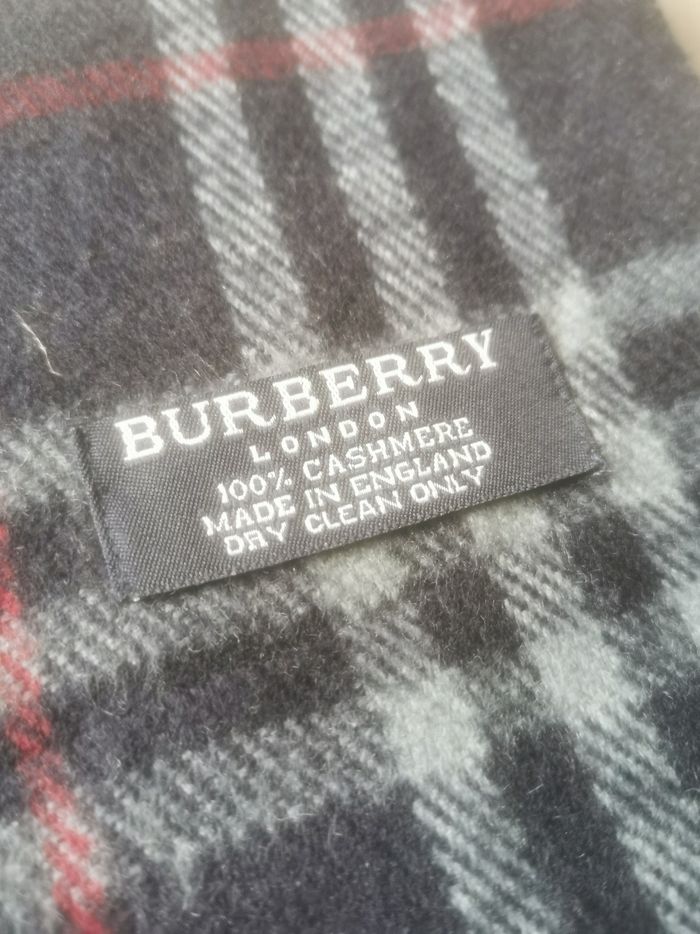 BURBERRY
LONDON
100% CASHMERE
MADE IN ENGLAND
DRY CLEAN ONLY